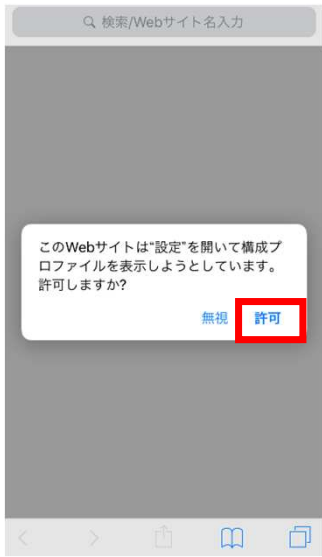 検索/Webサイト名入力
このWebサイトは“設定”を開いて構成プ
ロファイルを表示しようとしています。
許可しますか?
無視 許可